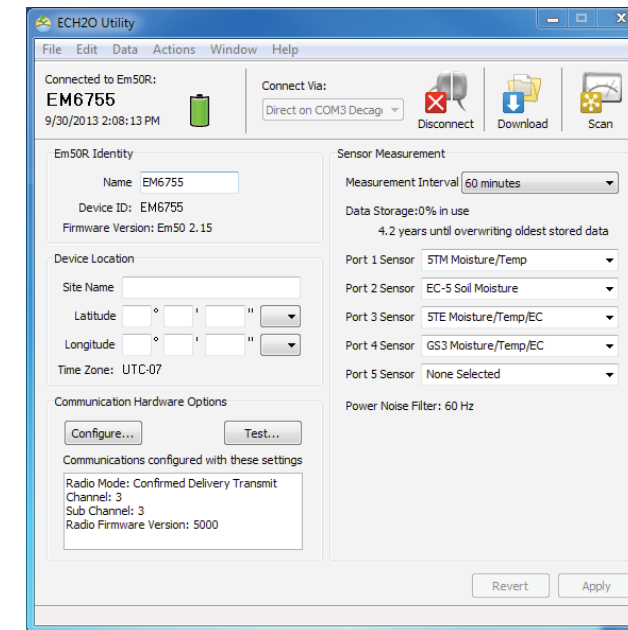 ECH2O Utility
File Edit Data Actions Window Help
Connected to Em50R:
EM6755
9/30/2013 2:08:13 PM
Connect Via:
Direct on COM3 Decag
Disconnect
Download
Scan
Em50R Identity
Name EM6755
Device ID: EM6755
Firmware Version: Em50 2.15
Device Location
Site Name
Latitude ° ' "
Longitude ° ' "
Time Zone: UTC-07
Communication Hardware Options
Configure... Test...
Communications configured with these settings
Radio Mode: Confirmed Delivery Transmit
Channel: 3
Sub Channel: 3
Radio Firmware Version: 5000
Sensor Measurement
Measurement Interval 60 minutes
Data Storage:0% in use
4.2 years until overwriting oldest stored data
Port 1 Sensor 5TM Moisture/Temp
Port 2 Sensor EC-5 Soil Moisture
Port 3 Sensor 5TE Moisture/Temp/EC
Port 4 Sensor GS3 Moisture/Temp/EC
Port 5 Sensor None Selected
Power Noise Filter: 60 Hz
Revert Apply